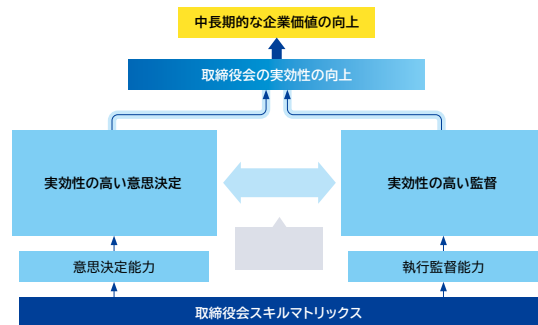 中長期的な企業価値の向上
取締役会の実効性の向上
実効性の高い意思決定
実効性の高い監督
意思決定能力
執行監督能力
取締役会スキルマトリックス